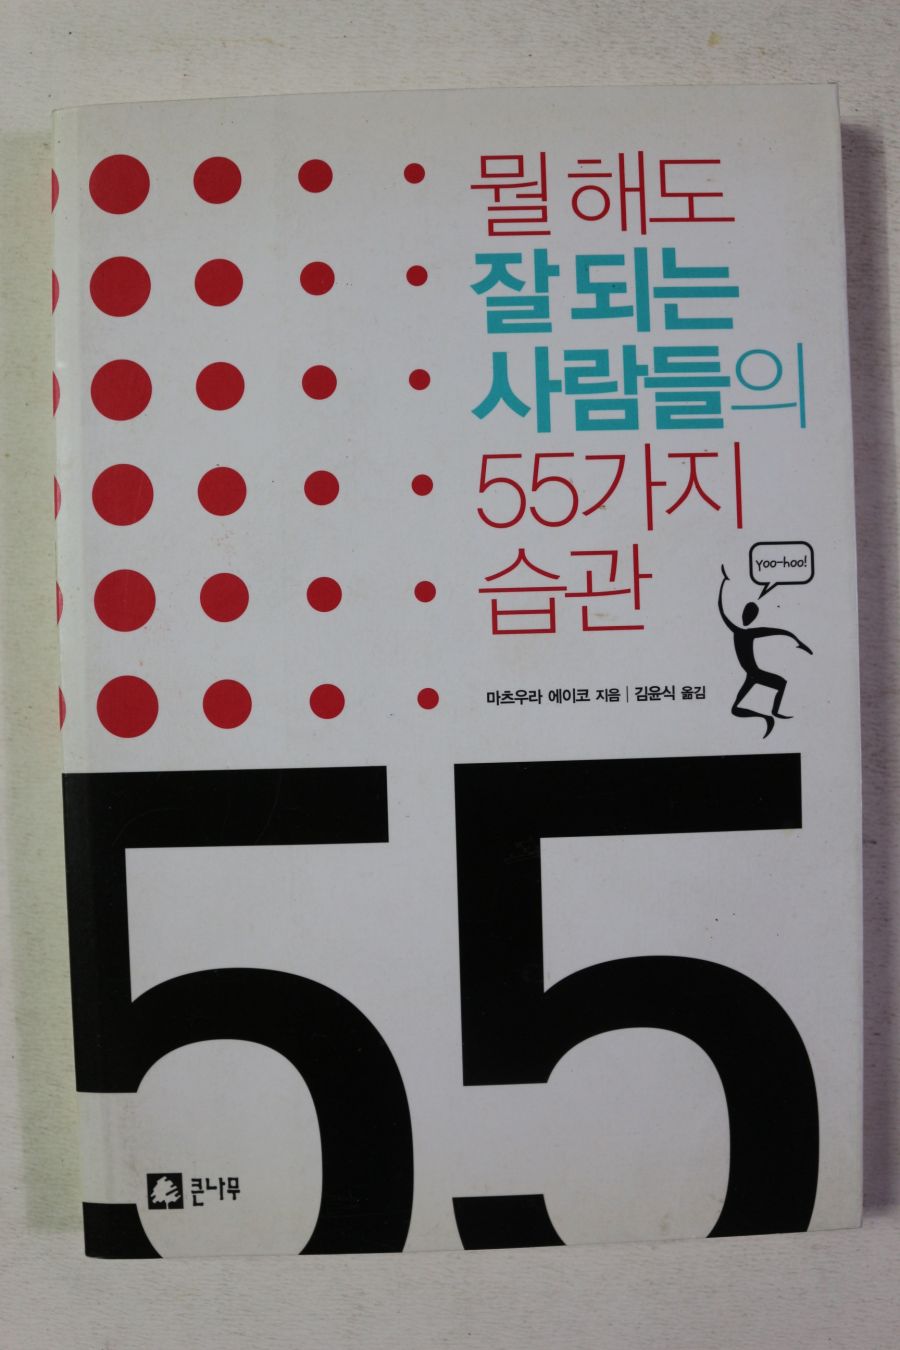 뭘 해도
잘 되는
사람들의
55가지
습관
Yoo-hoo!
마츠우라 에이코 지음 | 김윤식 옮김
55
큰나무